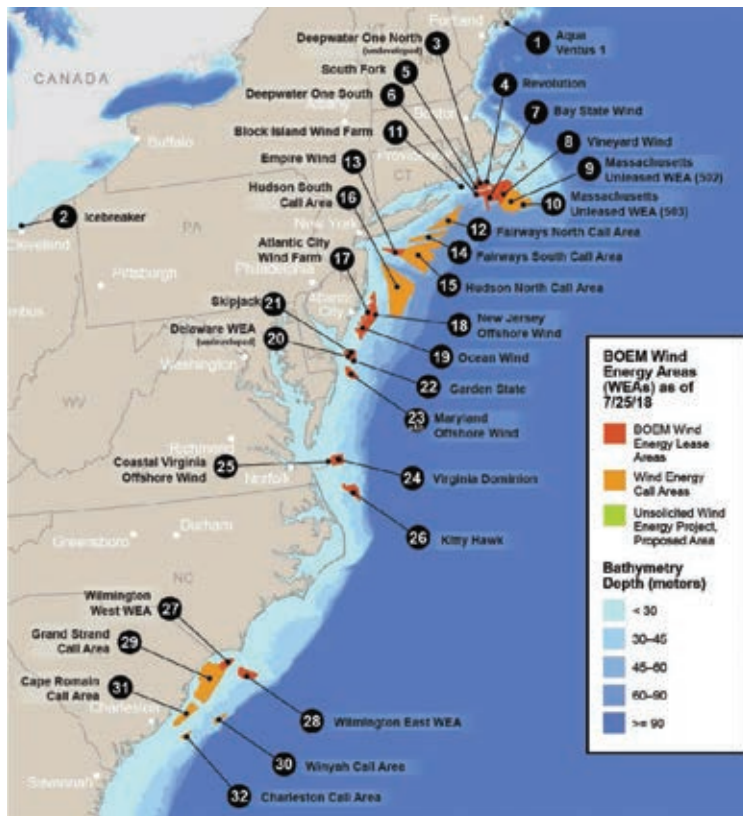 Portland
Deepwater One North
(undeveloped)
3
1
Aqua
Ventus 1
CANADA
South Fork
5
4
Revolution
Deepwater One South
6
7
Bay State Wind
Boston
Buffalo
Block Island Wind Farm
11
8
Vineyard Wind
Providence
Empire Wind
13
CT
9
Massachusetts
Unleased WEA (502)
Hudson South
Call Area
16
10
Massachusetts
Unleased WEA (503)
2
Icebreaker
Cleveland
PA
New York
12
Fairways North Call Area
Atlantic City
Wind Farm
17
14
Fairways South Call Area
Pittsburgh
Philadelphia
15
Hudson North Call Area
Skipjack
21
Atlantic
City
18
New Jersey
Offshore Wind
Delaware WEA
(undeveloped)
20
Washington
19
Ocean Wind
22
Garden State
WV
23
Maryland
Offshore Wind
Richmond
Coastal Virginia
Offshore Wind
25
Norfolk
24
Virginia Dominion
26
Kitty Hawk
Greensboro
Durham
NC
Wilmington
West WEA
27
Grand Strand
Call Area
29
Cape Romain
Call Area
31
Charleston
28
Wilmington East WEA
30
Winyah Call Area
Savannah
32
Charleston Call Area
BOEM Wind
Energy Areas
(WEAs) as of
7/25/18
BOEM Wind
Energy Lease
Areas
Wind Energy
Call Areas
Unsolicited Wind
Energy Project,
Proposed Area
Bathymetry
Depth (meters)
< 30
30–45
45–60
60–90
>= 90